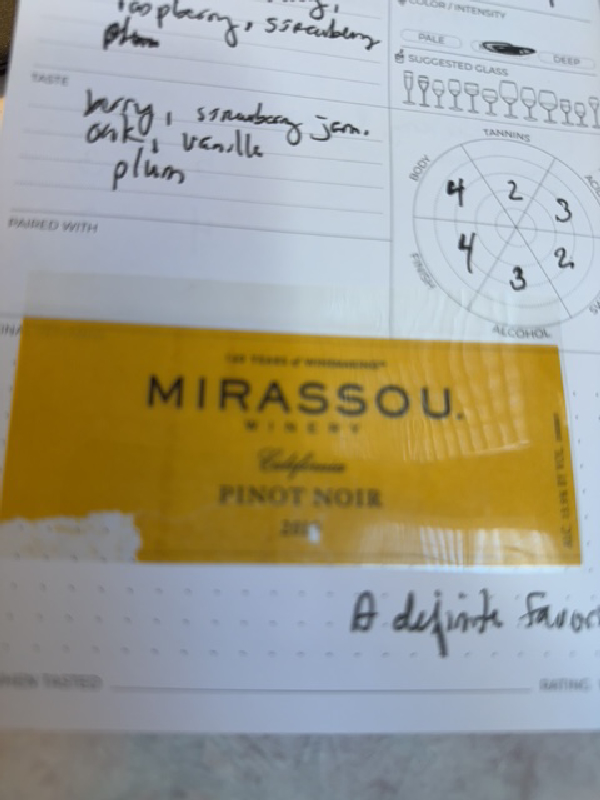 raspberry, strawberry
plum
COLOR / INTENSITY
PALE
DEEP
SUGGESTED GLASS
TASTE
berry, strawberry jam.
oak, vanilla
plum
TANNINS
BODY
4
2
3
4
3
2
FINISH
ALCOHOL
PAIRED WITH
MIRASSOU.
WINERY
California
PINOT NOIR
A definite
WHEN TASTED
RATING